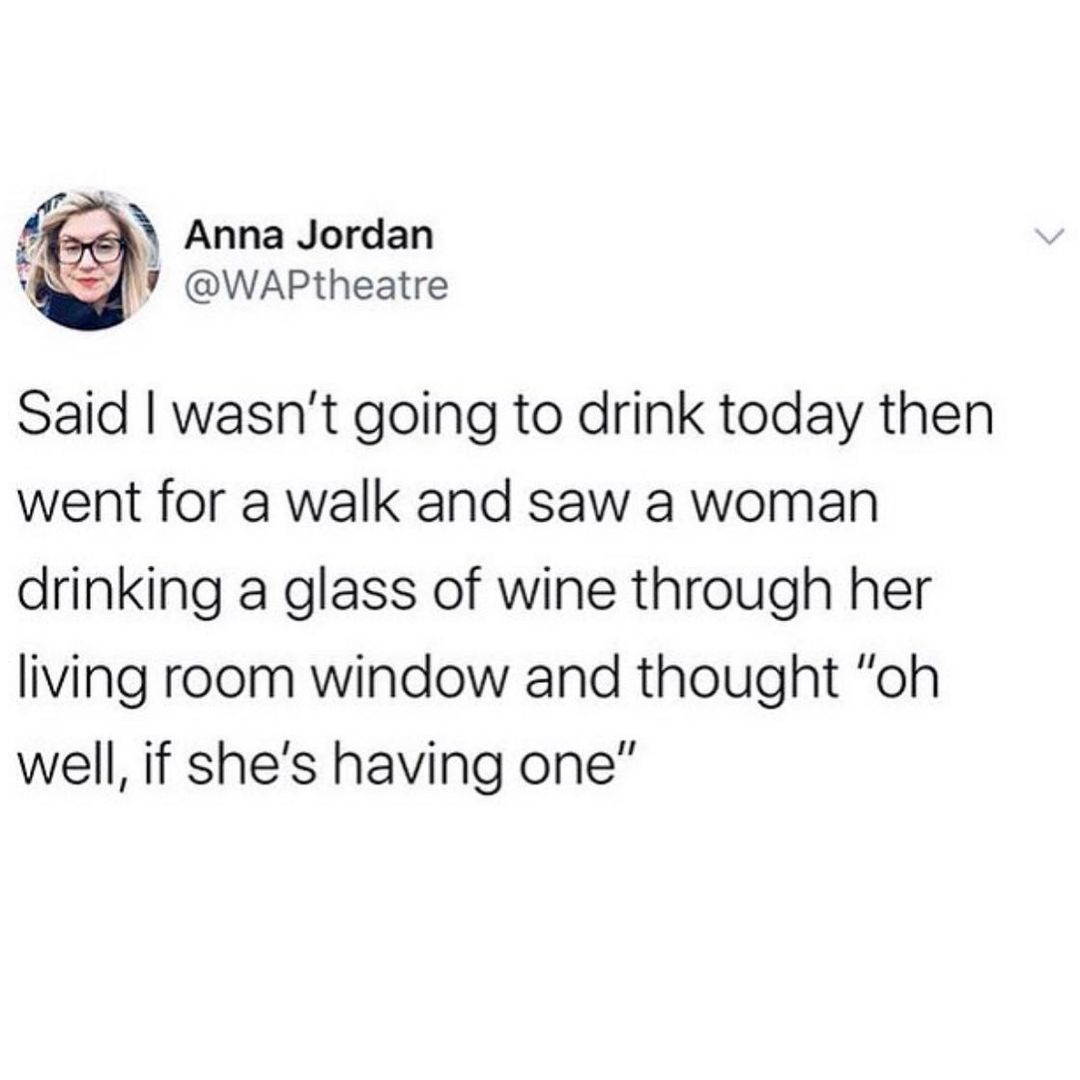 Anna Jordan
@WAPtheatre
Said I wasn’t going to drink today then
went for a walk and saw a woman
drinking a glass of wine through her
living room window and thought "oh
well, if she’s having one"